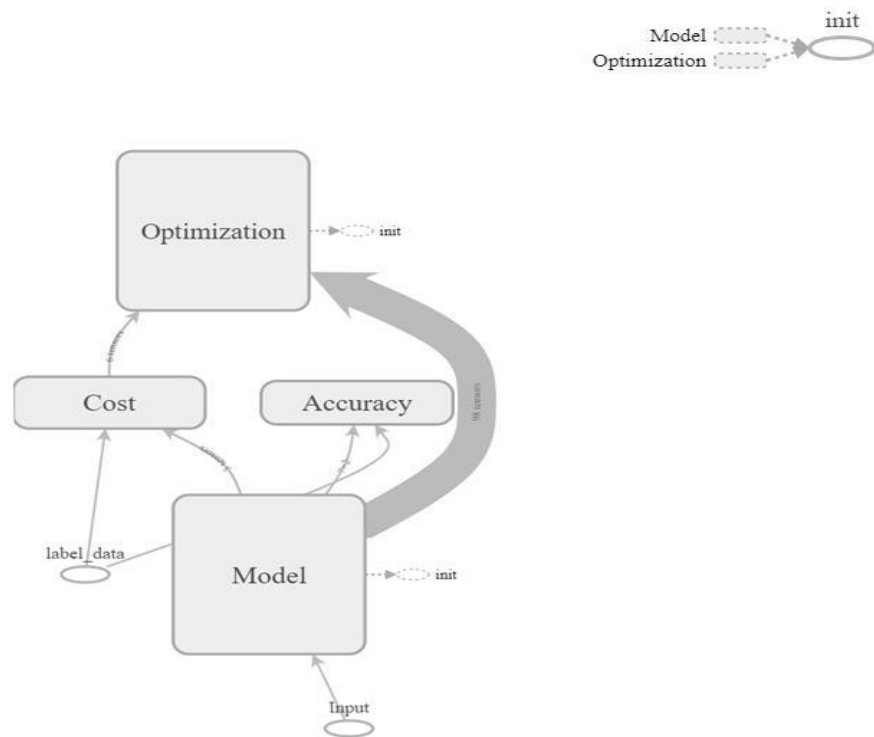 init
Model
Optimization
Optimization
init
Cost
Accuracy
label_data
Model
init
Input